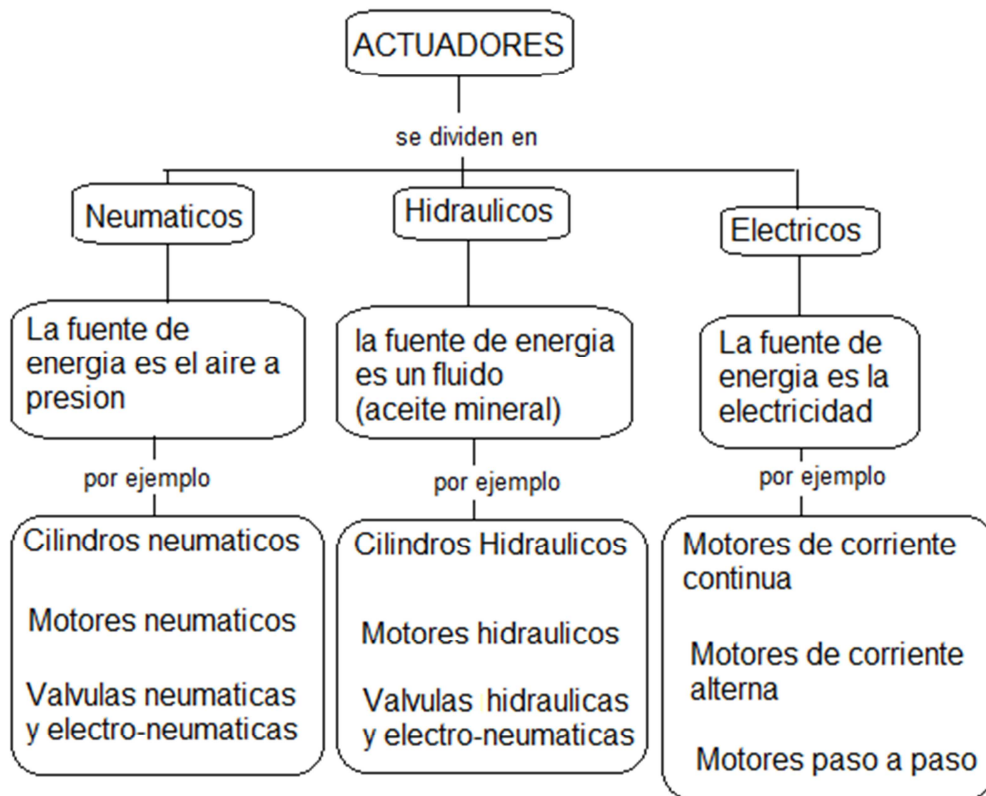 ACTUADORES
se dividen en
Neumaticos
Hidraulicos
Electricos
La fuente de
energia es el aire a
presion
la fuente de energia
es un fluido
(aceite mineral)
La fuente de
energia es la
electricidad
por ejemplo
por ejemplo
por ejemplo
Cilindros neumaticos
Motores neumaticos
Valvulas neumaticas
y electro-neumaticas
Cilindros Hidraulicos
Motores hidraulicos
Valvulas hidraulicas
y electro-neumaticas
Motores de corriente
continua
Motores de corriente
alterna
Motores paso a paso